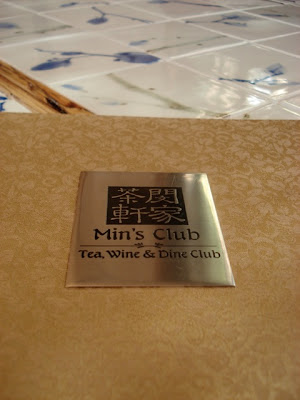 茶閔
軒家
Min's Club
Tea, Wine & Dine Club